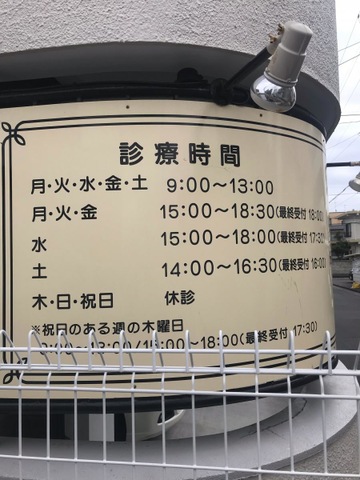 診療時間
月・火・水・金・土 9:00～13:00
月・火・金 15:00～18:30(最終受付 18:00)
水 15:00～18:00(最終受付 17:30)
土 14:00～16:30(最終受付 16:00)
木・日・祝日 休診
※祝日のある週の木曜日
～18:00(最終受付 17:30)